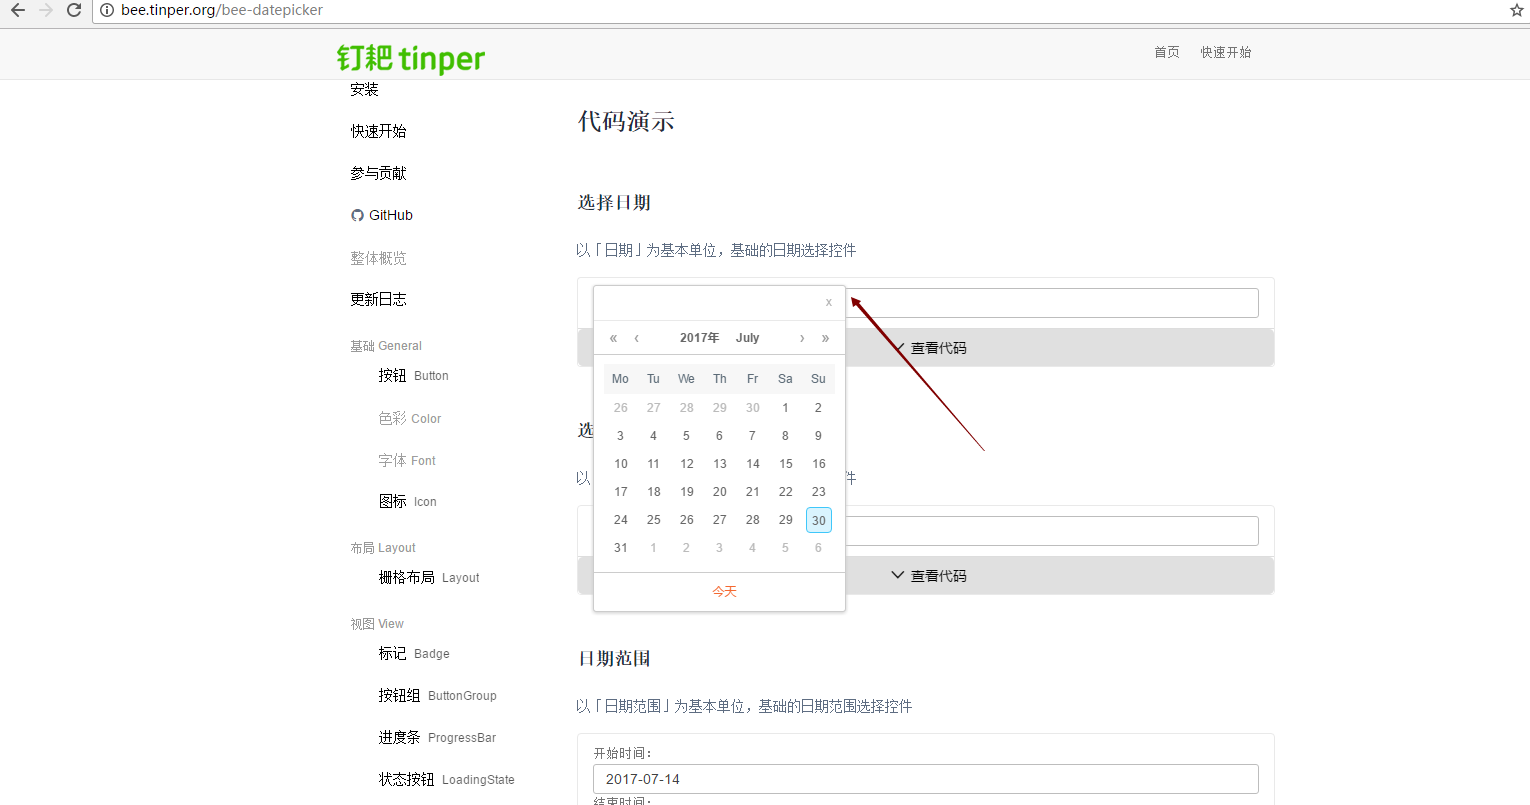 bee.tinper.org/bee-datepicker
钉耙 tinper
首页 快速开始
安装
快速开始
参与贡献
GitHub
整体概览
更新日志
基础 General
按钮 Button
色彩 Color
字体 Font
图标 Icon
布局 Layout
栅格布局 Layout
视图 View
标记 Badge
按钮组 ButtonGroup
进度条 ProgressBar
状态按钮 LoadingState
代码演示
选择日期
以「日期」为基本单位，基础的日期选择控件
x
« ‹ 2017年 July › »
Mo Tu We Th Fr Sa Su
26 27 28 29 30 1 2
3 4 5 6 7 8 9
10 11 12 13 14 15 16
17 18 19 20 21 22 23
24 25 26 27 28 29 30
31 1 2 3 4 5 6
今天
查看代码
选
以 件
查看代码
日期范围
以「日期范围」为基本单位，基础的日期范围选择控件
开始时间：
2017-07-14
结束时间：